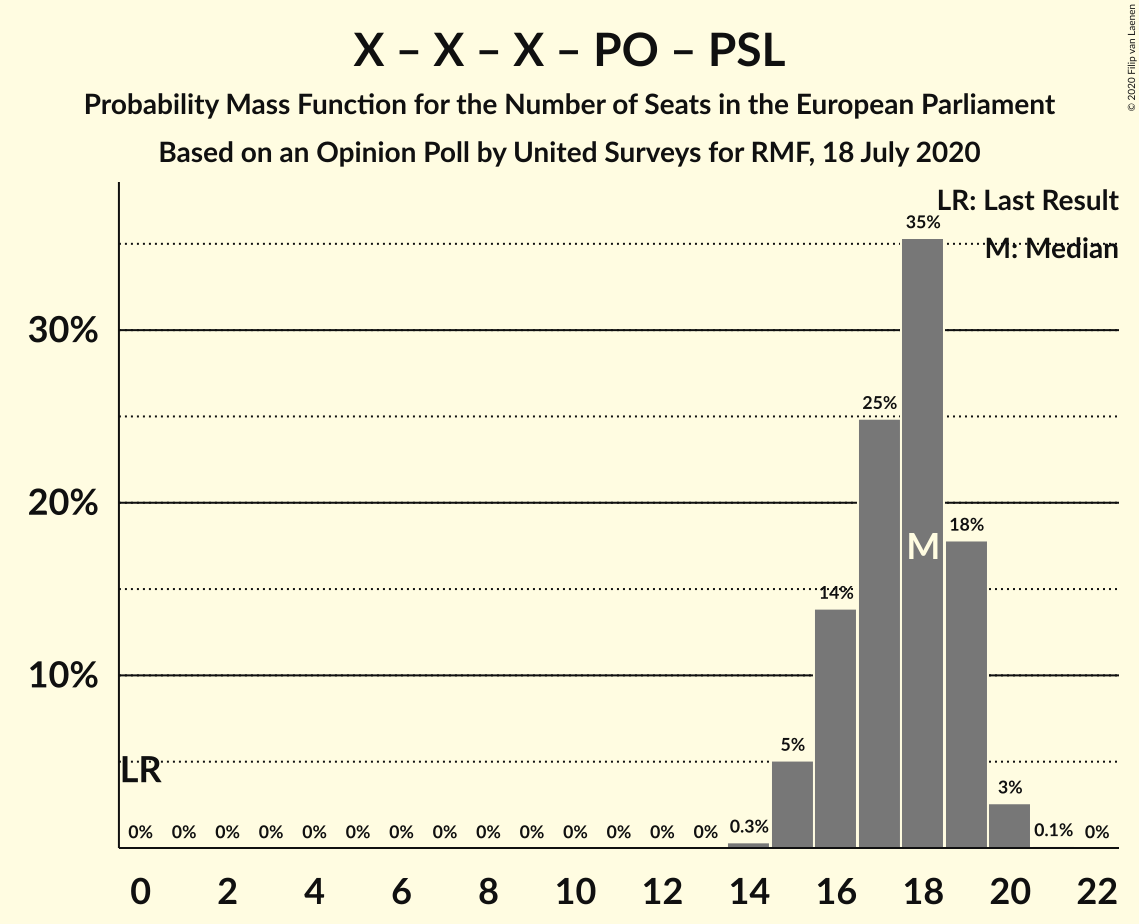 X – X – X – PO – PSL
Probability Mass Function for the Number of Seats in the European Parliament
Based on an Opinion Poll by United Surveys for RMF, 18 July 2020
© 2020 Filip van Laenen
LR: Last Result
M: Median
35%
30%
25%
20%
18%
M
14%
10%
5%
LR
3%
0% 0% 0% 0% 0% 0% 0% 0% 0% 0% 0% 0% 0% 0% 0.3% 0.1% 0%
0 2 4 6 8 10 12 14 16 18 20 22